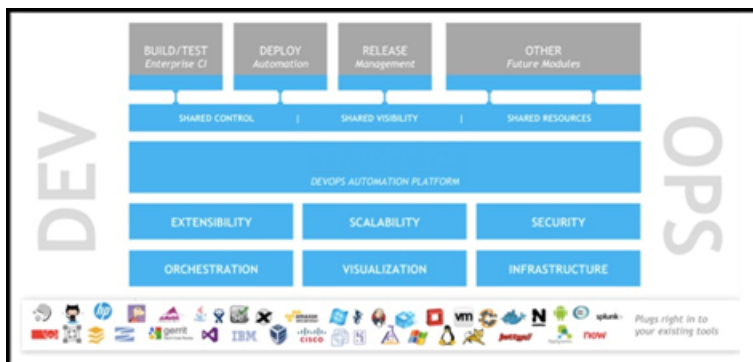 DEV
BUILD/TEST
Enterprise CI
DEPLOY
Automation
RELEASE
Management
OTHER
Future Modules
SHARED CONTROL | SHARED VISIBILITY | SHARED RESOURCES
DEVOPS AUTOMATION PLATFORM
EXTENSIBILITY SCALABILITY SECURITY
ORCHESTRATION VISUALIZATION INFRASTRUCTURE
OPS
hp
amazon
vm
N
splunk>
gerrit
IBM
CISCO
now
Plugs right in to
your existing tools